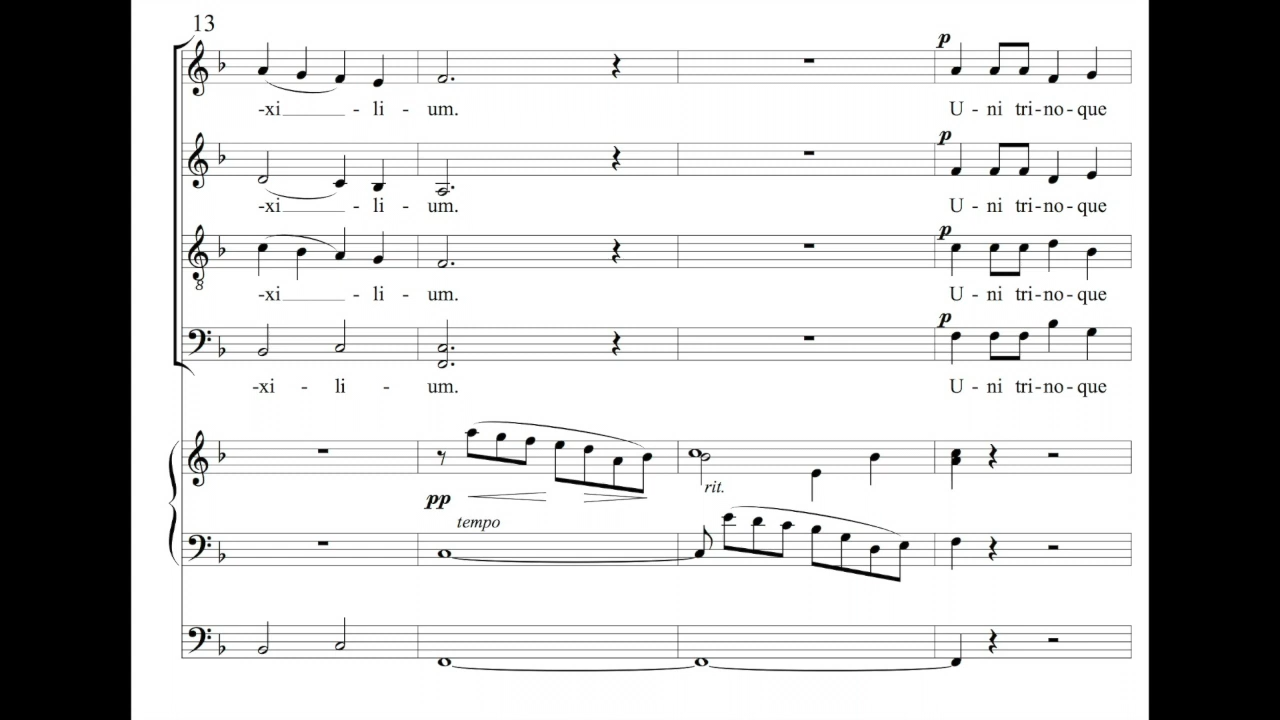 13
-xi - li - um.
p
U - ni tri - no - que
-xi - li - um.
p
U - ni tri - no - que
-xi - li - um.
p
U - ni tri - no - que
8
-xi - li - um.
p
U - ni tri - no - que
rit.
pp
tempo